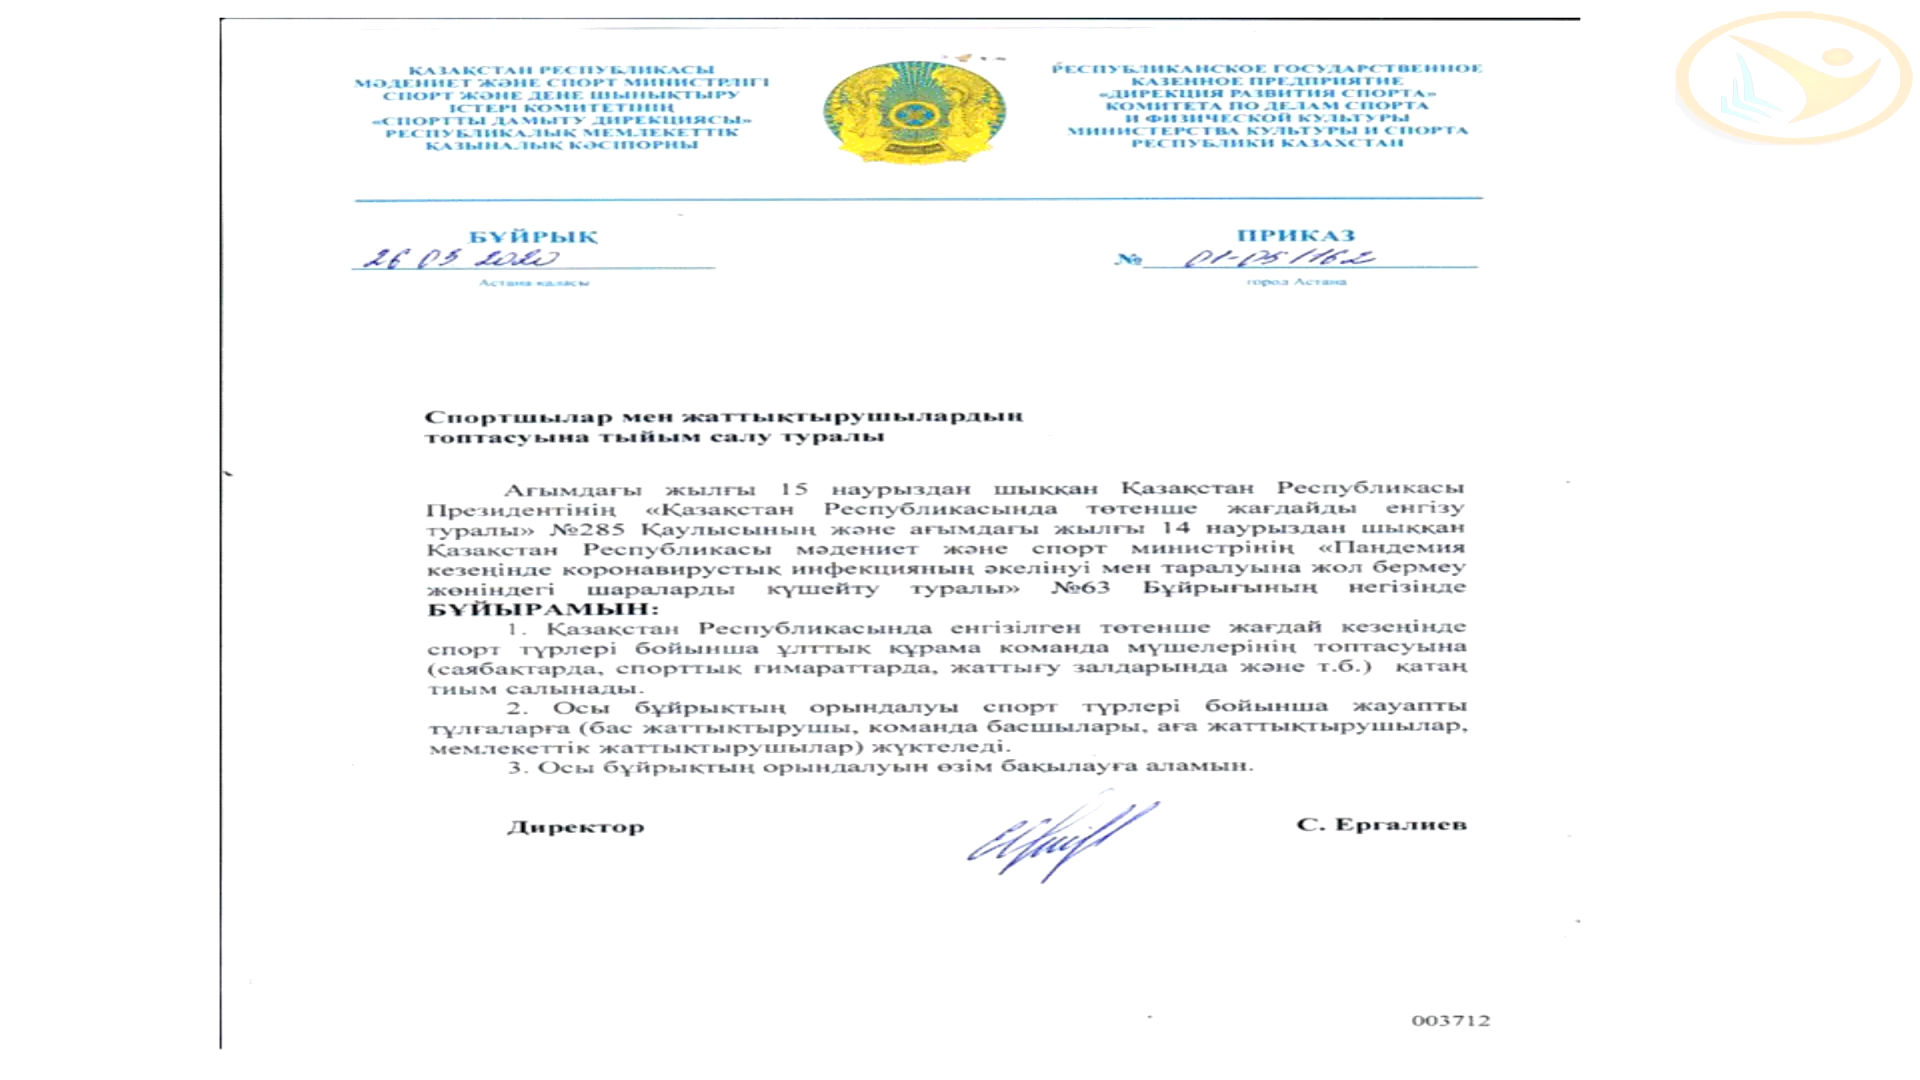 ҚАЗАҚСТАН РЕСПУБЛИКАСЫ
МӘДЕНИЕТ ЖӘНЕ СПОРТ МИНИСТРЛІГІ
СПОРТ ЖӘНЕ ДЕНЕ ШЫНЫҚТЫРУ
ІСТЕРІ КОМИТЕТІНІҢ
«СПОРТТЫ ДАМЫТУ ДИРЕКЦИЯСЫ»
РЕСПУБЛИКАЛЫҚ МЕМЛЕКЕТТІК
ҚАЗЫНАЛЫҚ КӘСІПОРНЫ
РЕСПУБЛИКАНСКОЕ ГОСУДАРСТВЕННОЕ
КАЗЕННОЕ ПРЕДПРИЯТИЕ
«ДИРЕКЦИЯ РАЗВИТИЯ СПОРТА»
КОМИТЕТА ПО ДЕЛАМ СПОРТА
И ФИЗИЧЕСКОЙ КУЛЬТУРЫ
МИНИСТЕРСТВА КУЛЬТУРЫ И СПОРТА
РЕСПУБЛИКИ КАЗАХСТАН
БҰЙРЫҚ
26 03 2020
Астана қаласы
ПРИКАЗ
№ 01-05/162
город Астана
Спортшылар мен жаттықтырушылардың
топтасуына тыйым салу туралы
Ағымдағы жылғы 15 наурыздан шыққан Қазақстан Республикасы
Президентінің «Қазақстан Республикасында төтенше жағдайды енгізу
туралы» №285 Қаулысының және ағымдағы жылғы 14 наурыздан шыққан
Қазақстан Республикасы мәдениет және спорт министрінің «Пандемия
кезеңінде коронавирустық инфекцияның әкелінуі мен таралуына жол бермеу
жөніндегі шараларды күшейту туралы» №63 Бұйрығының негізінде
БҰЙЫРАМЫН:
1. Қазақстан Республикасында енгізілген төтенше жағдай кезеңінде
спорт түрлері бойынша ұлттық құрама команда мүшелерінің топтасуына
(саябақтарда, спорттық ғимараттарда, жаттығу залдарында және т.б.) қатаң
тиым салынады.
2. Осы бұйрықтың орындалуы спорт түрлері бойынша жауапты
тұлғаларға (бас жаттықтырушы, команда басшылары, аға жаттықтырушылар,
мемлекеттік жаттықтырушылар) жүктеледі.
3. Осы бұйрықтың орындалуын өзім бақылауға аламын.
Директор С. Ергалиев
003712